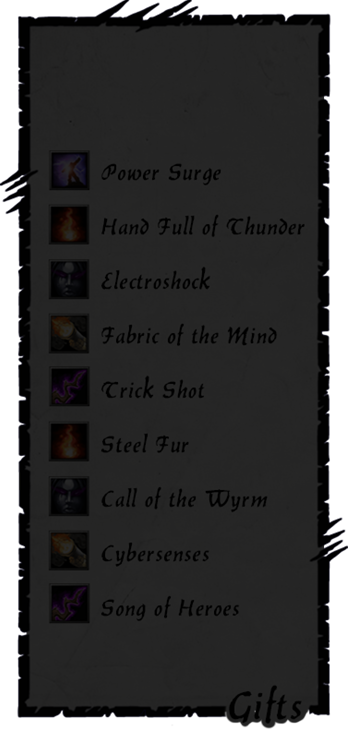 Power Surge
Hand Full of Thunder
Electroshock
Fabric of the Mind
Trick Shot
Steel Fur
Call of the Wyrm
Cybersenses
Song of Heroes
Gifts